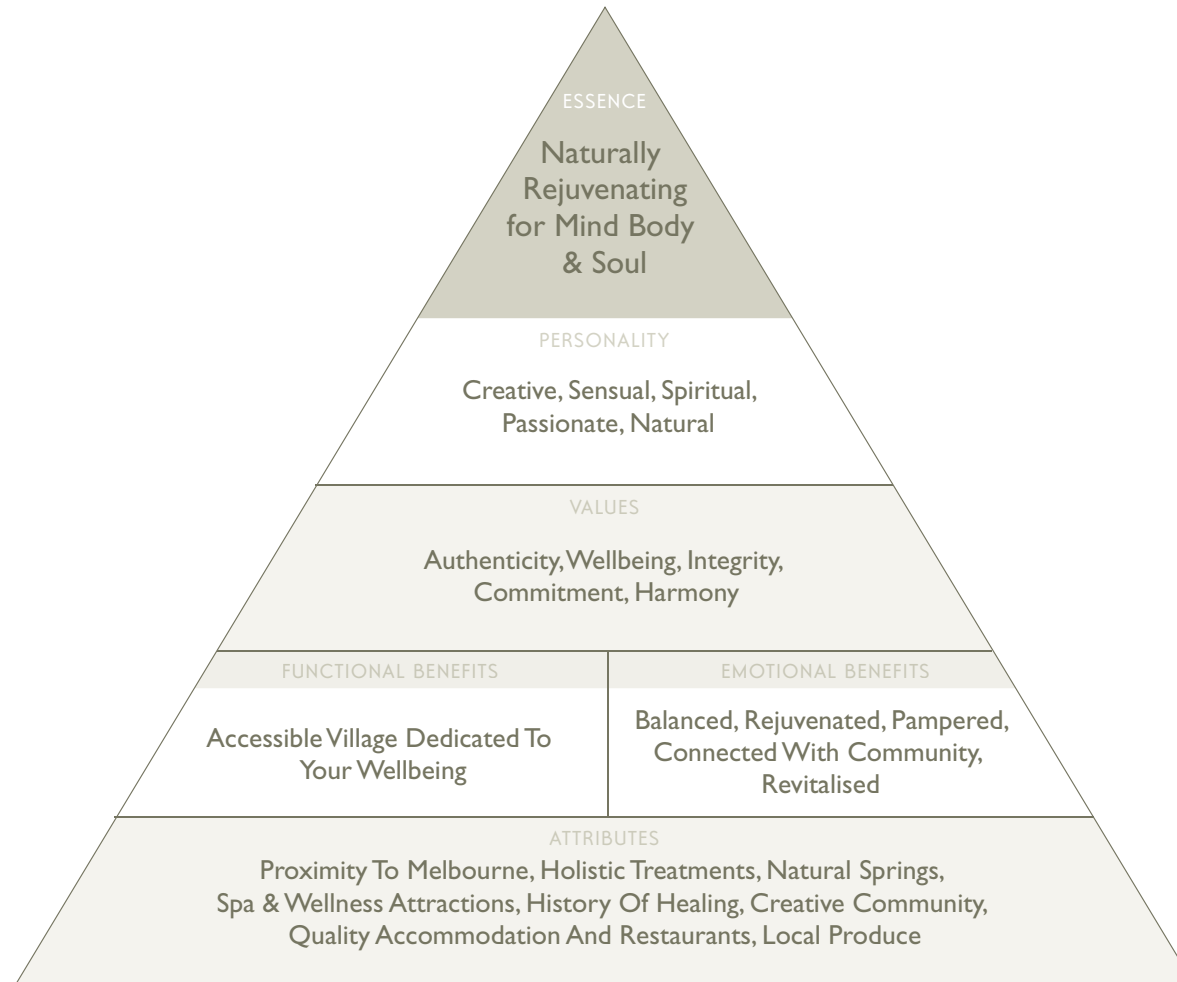 ESSENCE
Naturally
Rejuvenating
for Mind Body
& Soul
PERSONALITY
Creative, Sensual, Spiritual,
Passionate, Natural
VALUES
Authenticity, Wellbeing, Integrity,
Commitment, Harmony
FUNCTIONAL BENEFITS
Accessible Village Dedicated To
Your Wellbeing
EMOTIONAL BENEFITS
Balanced, Rejuvenated, Pampered,
Connected With Community,
Revitalised
ATTRIBUTES
Proximity To Melbourne, Holistic Treatments, Natural Springs,
Spa & Wellness Attractions, History Of Healing, Creative Community,
Quality Accommodation And Restaurants, Local Produce